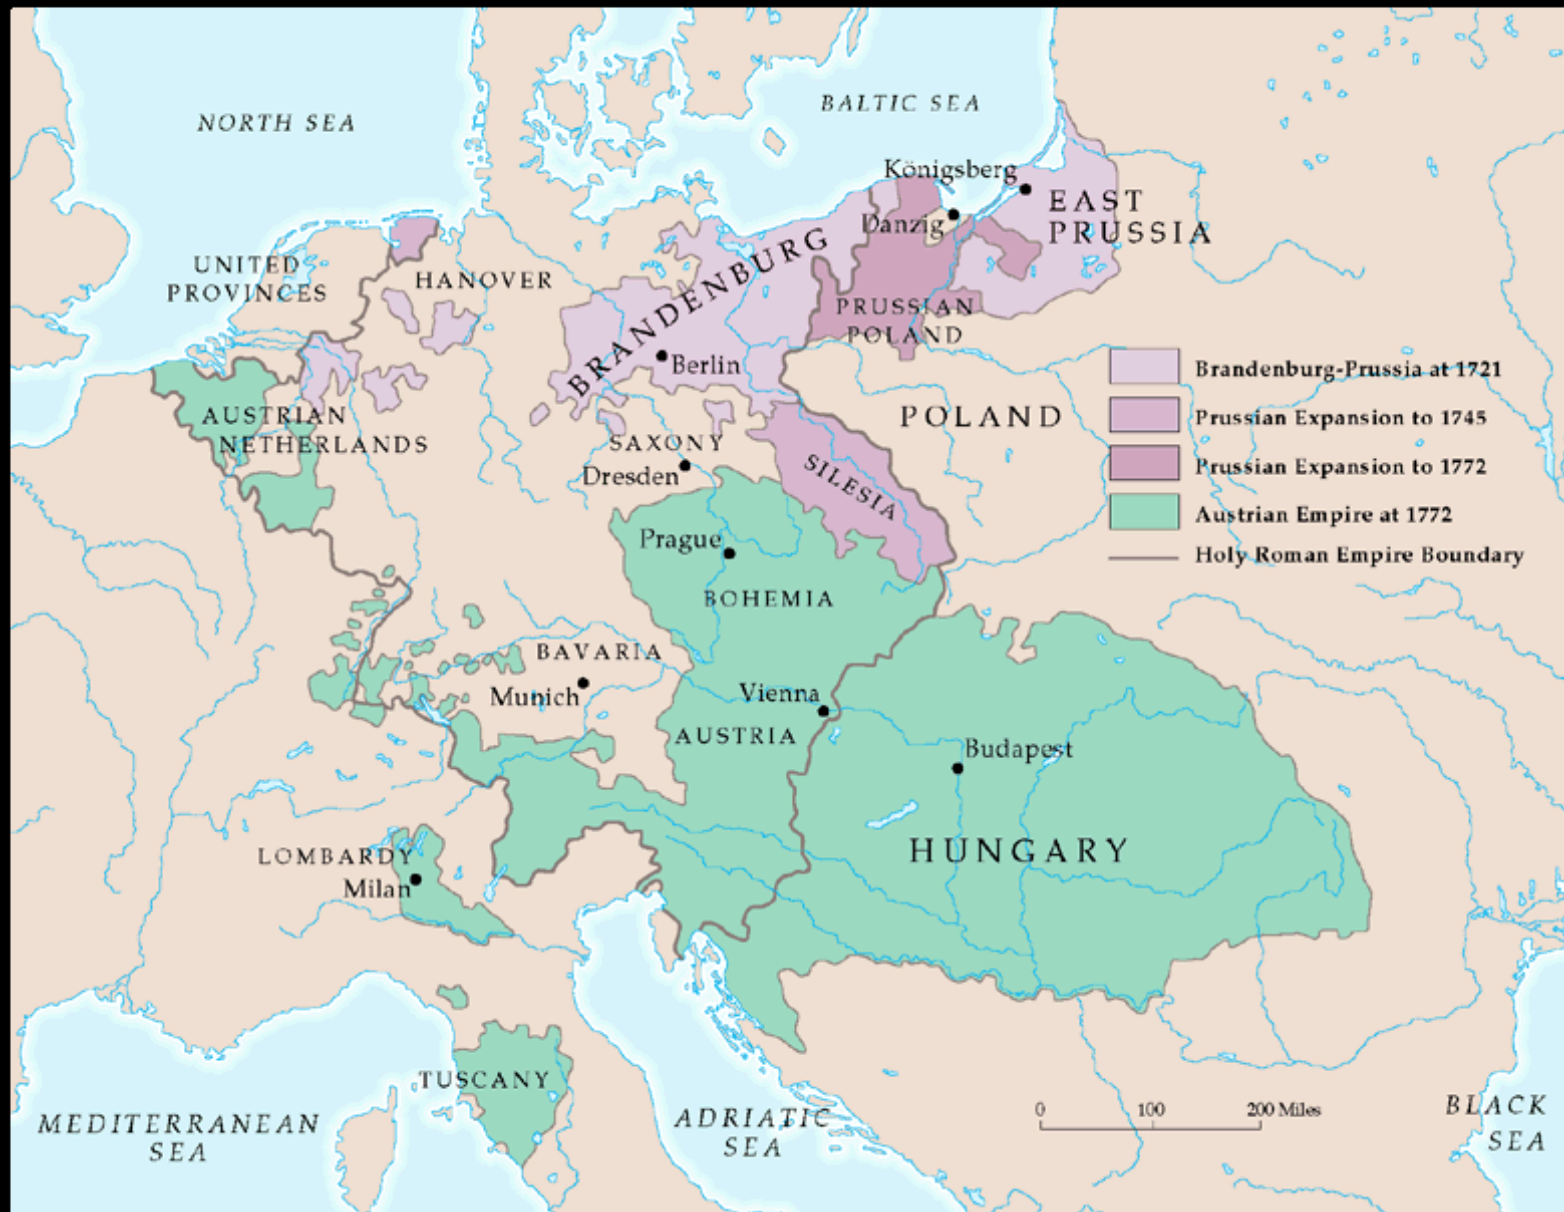 NORTH SEA
BALTIC SEA
Königsberg
EAST
PRUSSIA
Danzig
UNITED
PROVINCES
HANOVER
BRANDENBURG
PRUSSIAN
POLAND
Berlin
Brandenburg-Prussia at 1721
AUSTRIAN
NETHERLANDS
POLAND
Prussian Expansion to 1745
SAXONY
Dresden
SILESIA
Prussian Expansion to 1772
Austrian Empire at 1772
Prague
Holy Roman Empire Boundary
BOHEMIA
BAVARIA
Munich
Vienna
AUSTRIA
Budapest
HUNGARY
LOMBARDY
Milan
TUSCANY
MEDITERRANEAN
SEA
ADRIATIC
SEA
0 100 200 Miles
BLACK
SEA